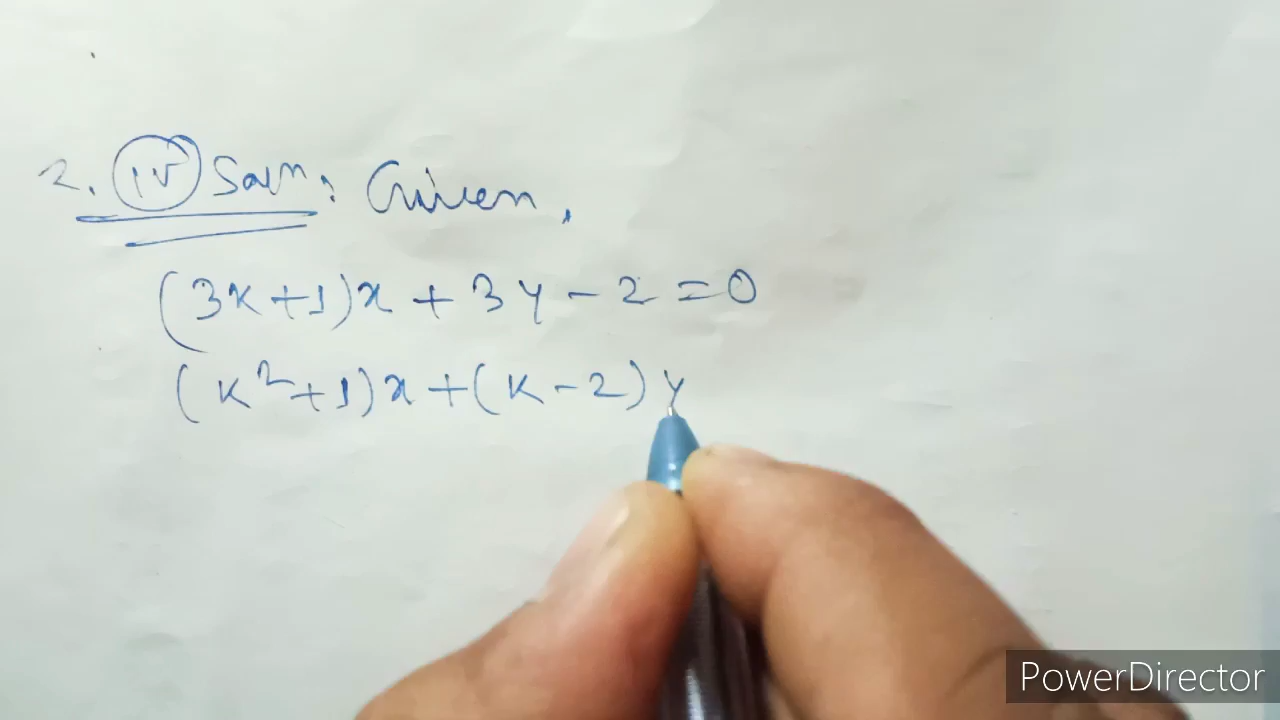 2. (iv) Soln: Given,
(3K+1)x + 3y - 2 = 0
(K²+1)x + (K-2)y
PowerDirector